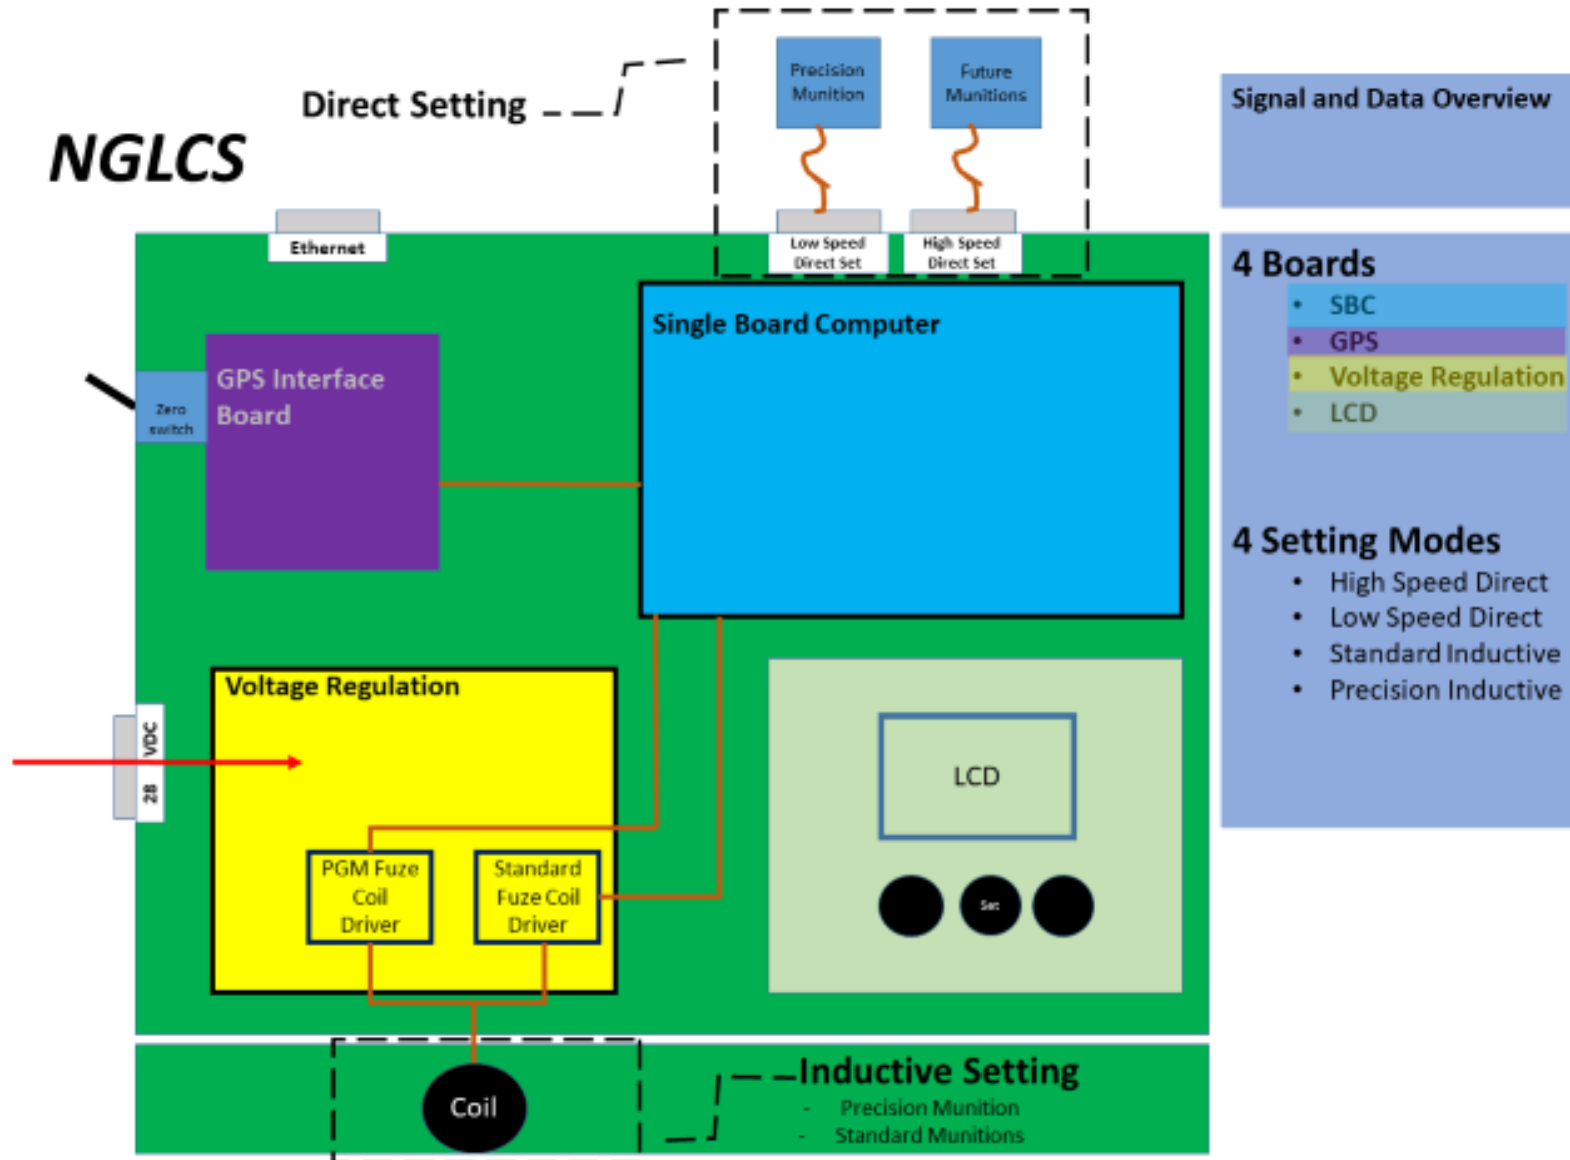 Direct Setting
NGLCS
Precision
Munition
Future
Munitions
Signal and Data Overview
Ethernet
Low Speed
Direct Set
High Speed
Direct Set
Single Board Computer
GPS Interface
Board
Zero
switch
4 Boards
• SBC
• GPS
• Voltage Regulation
• LCD
4 Setting Modes
• High Speed Direct
• Low Speed Direct
• Standard Inductive
• Precision Inductive
Voltage Regulation
28 VDC
PGM Fuze
Coil
Driver
Standard
Fuze Coil
Driver
LCD
Set
Coil
Inductive Setting
- Precision Munition
- Standard Munitions